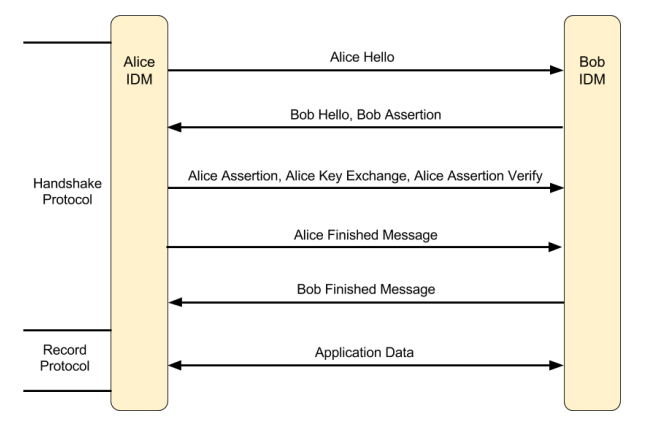 Alice
IDM
Bob
IDM
Alice Hello
Bob Hello, Bob Assertion
Handshake
Protocol
Alice Assertion, Alice Key Exchange, Alice Assertion Verify
Alice Finished Message
Bob Finished Message
Record
Protocol
Application Data